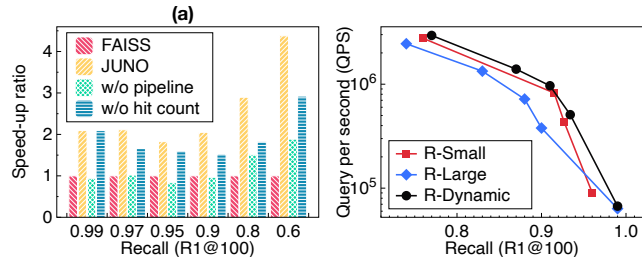 (a)
Speed-up ratio
4
3
2
1
0
FAISS
JUNO
w/o pipeline
w/o hit count
0.99 0.97 0.95 0.9 0.8 0.6
Recall (R1@100)
Query per second (QPS)
10^6
10^5
R-Small
R-Large
R-Dynamic
0.8 0.9 1.0
Recall (R1@100)